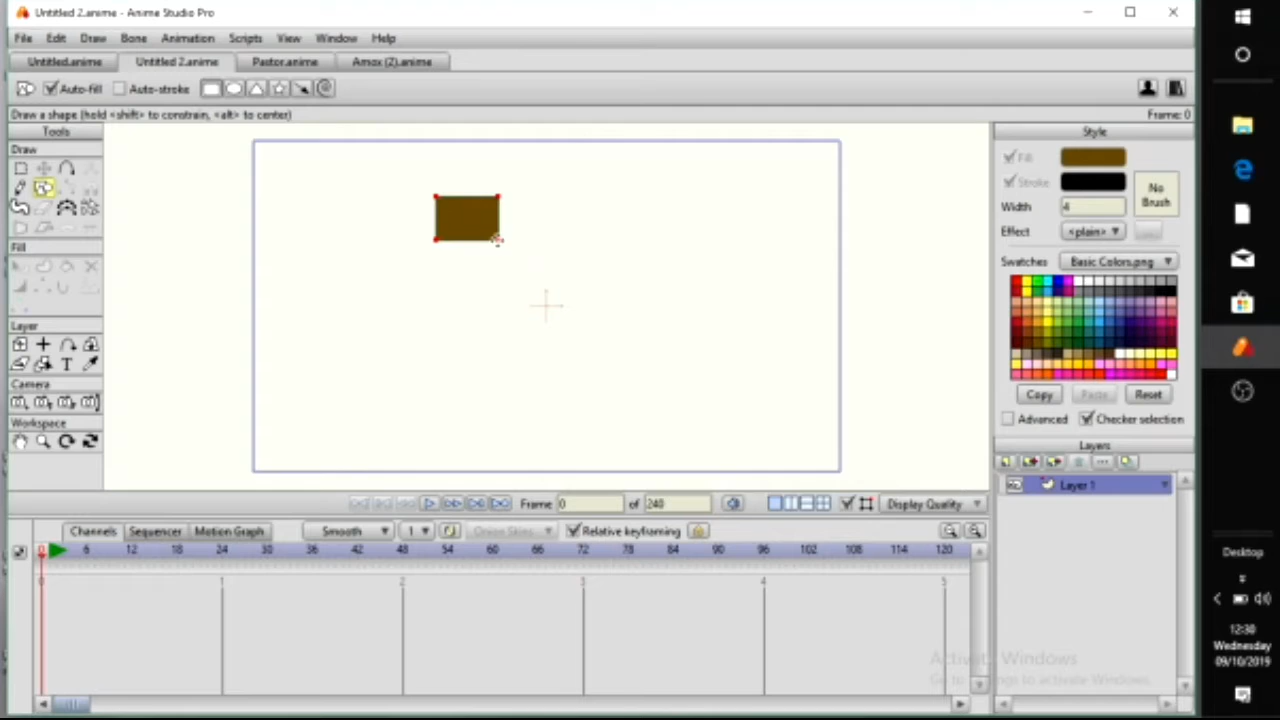 Untitled 2.anime - Anime Studio Pro
File Edit Draw Bone Animation Scripts View Window Help
Untitled.anime Untitled 2.anime Pastor.anime Amox (2).anime
Auto-fill Auto-stroke
Draw a shape (hold <shift> to constrain, <alt> to center) Frame: 0
Tools
Draw
Fill
Layer
T
Camera
Workspace
Style
Fill
Stroke
No Brush
Width 4
Effect <plain>
Swatches Basic Colors.png
Copy Paste Reset
Advanced Checker selection
Layers
Layer 1
Frame 0 of 240 Display Quality
Channels Sequencer Motion Graph Smooth 1 Onion Skins Relative keyframing
0 6 12 18 24 30 36 42 48 54 60 66 72 78 84 90 96 102 108 114 120
0 1 2 3 4 5
Activate Windows
Go to Settings to activate Windows.
Desktop
12:30
Wednesday
09/10/2019